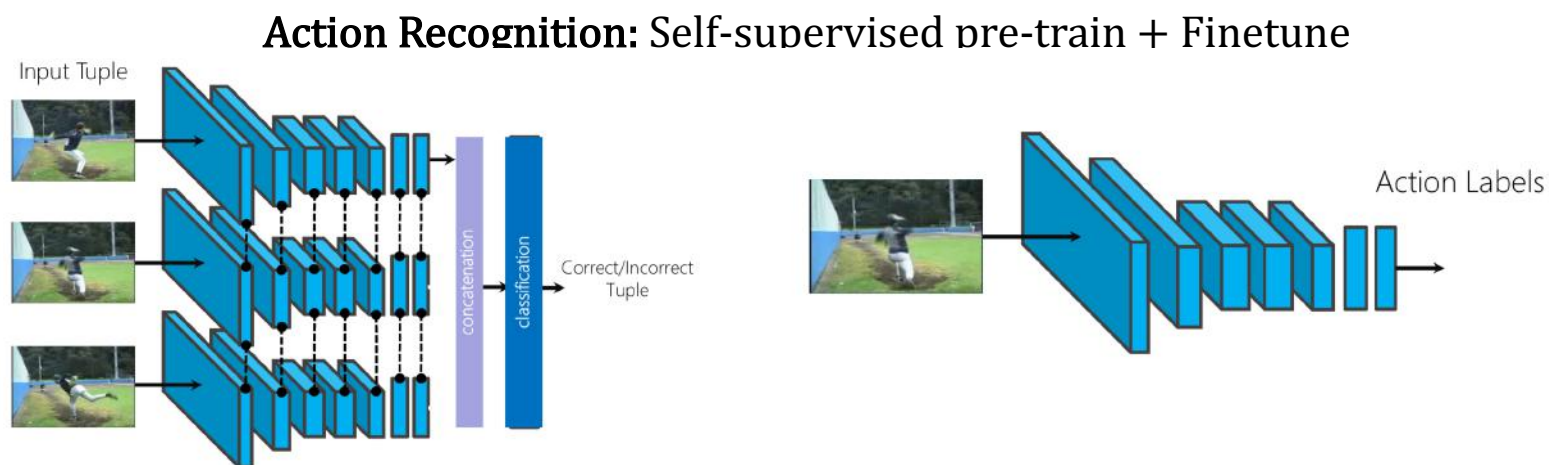 Action Recognition: Self-supervised pre-train + Finetune
Input Tuple
concatenation
classification
Correct/Incorrect
Tuple
Action Labels